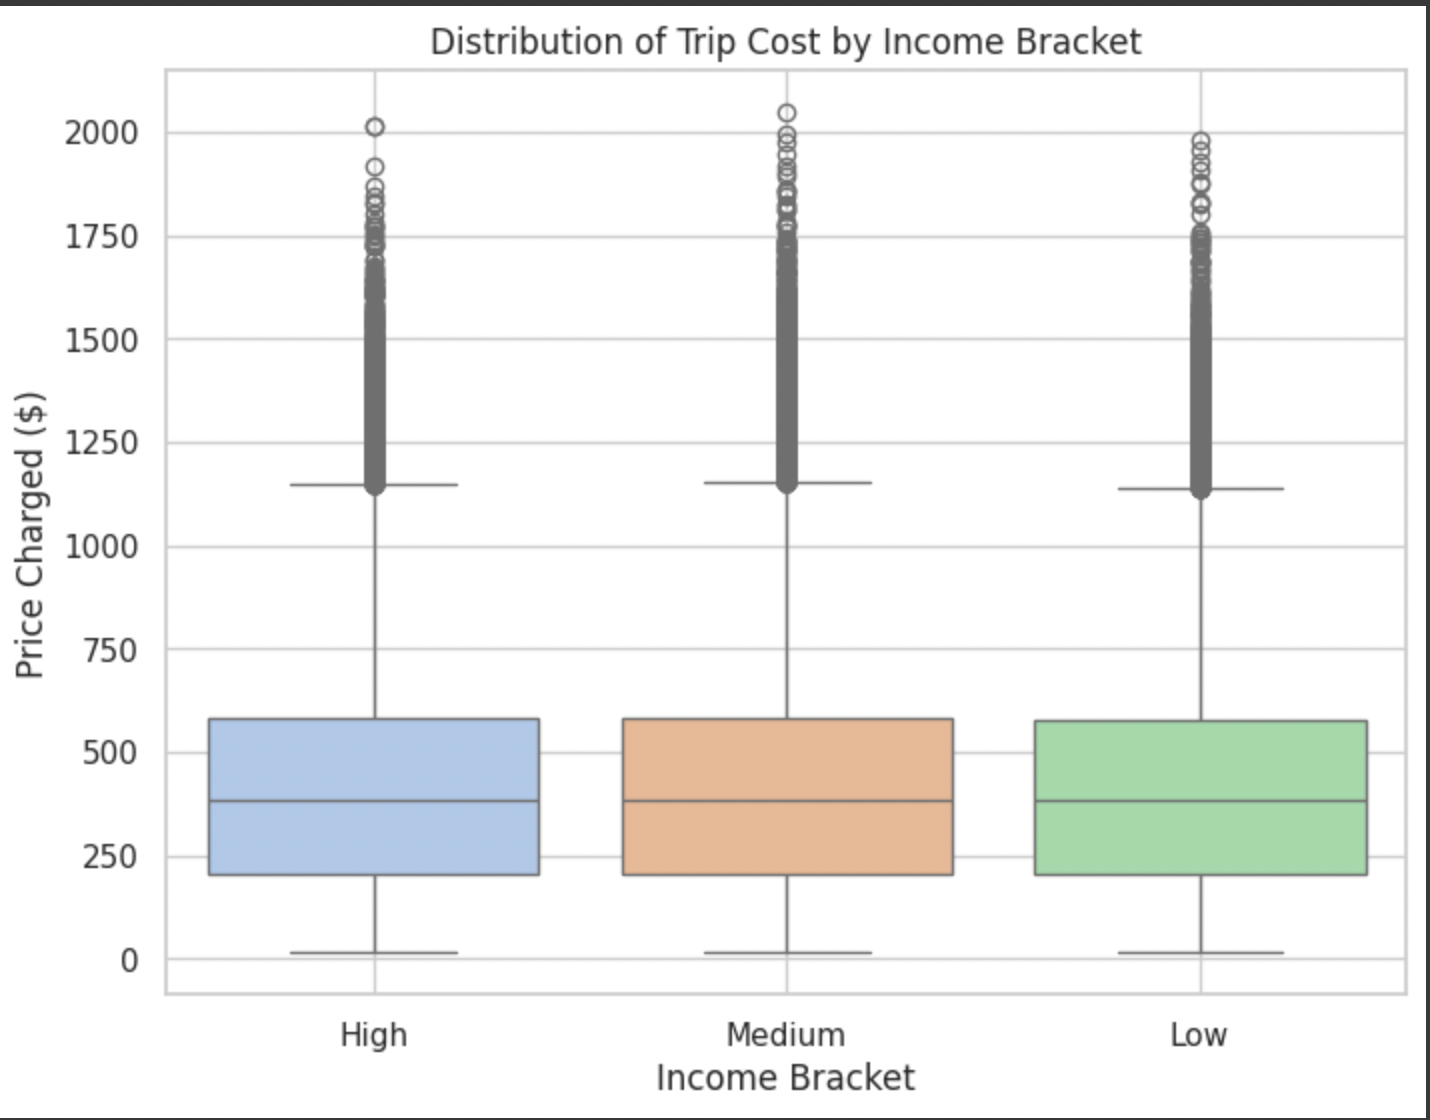 Distribution of Trip Cost by Income Bracket
Price Charged ($)
2000
1750
1500
1250
1000
750
500
250
0
High Medium Low
Income Bracket